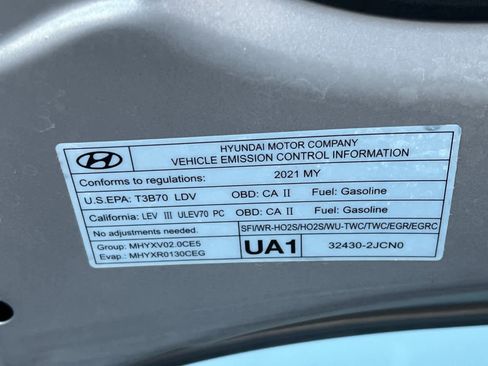 HYUNDAI MOTOR COMPANY
VEHICLE EMISSION CONTROL INFORMATION
Conforms to regulations: 2021 MY
U.S.EPA: T3B70 LDV OBD: CA II Fuel: Gasoline
California: LEV III ULEV70 PC OBD: CA II Fuel: Gasoline
No adjustments needed. SFI/WR-HO2S/HO2S/WU-TWC/TWC/EGR/EGRC
Group: MHYXV02.0CE5
Evap.: MHYXR0130CEG
UA1 32430-2JCN0